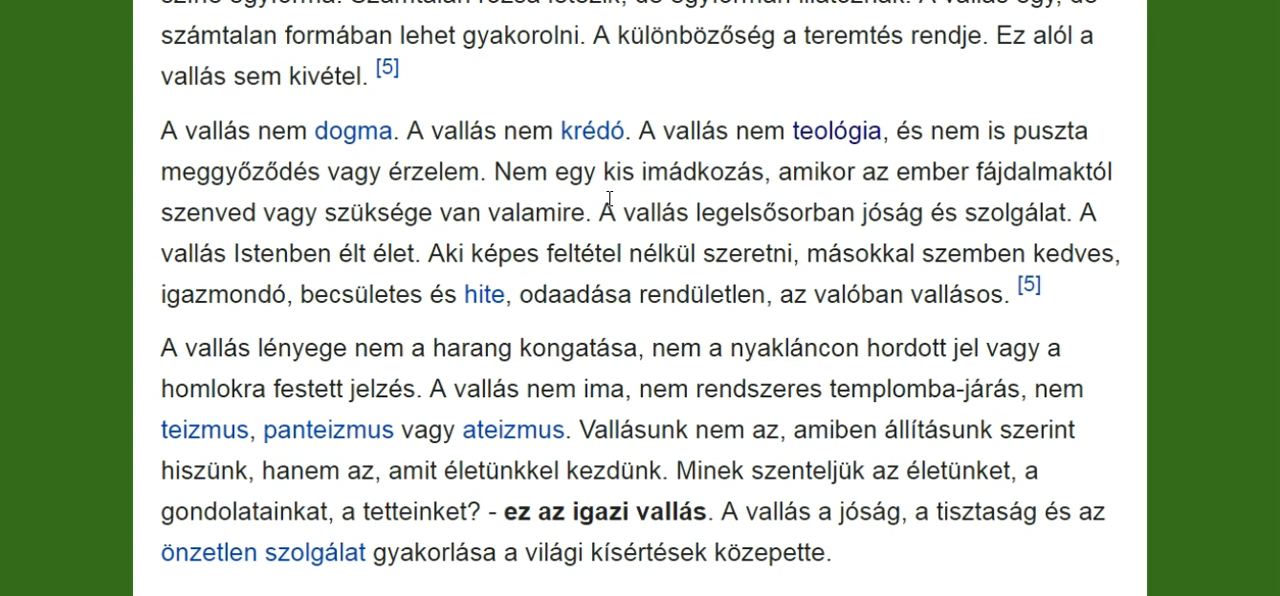 számtalan formában lehet gyakorolni. A különbözőség a teremtés rendje. Ez alól a
vallás sem kivétel. [5]
A vallás nem dogma. A vallás nem krédó. A vallás nem teológia, és nem is puszta
meggyőződés vagy érzelem. Nem egy kis imádkozás, amikor az ember fájdalmaktól
szenved vagy szüksége van valamire. A vallás legelsősorban jóság és szolgálat. A
vallás Istenben élt élet. Aki képes feltétel nélkül szeretni, másokkal szemben kedves,
igazmondó, becsületes és hite, odaadása rendületlen, az valóban vallásos. [5]
A vallás lényege nem a harang kongatása, nem a nyakláncon hordott jel vagy a
homlokra festett jelzés. A vallás nem ima, nem rendszeres templomba-járás, nem
teizmus, panteizmus vagy ateizmus. Vallásunk nem az, amiben állításunk szerint
hiszünk, hanem az, amit életünkkel kezdünk. Minek szenteljük az életünket, a
gondolatainkat, a tetteinket? - ez az igazi vallás. A vallás a jóság, a tisztaság és az
önzetlen szolgálat gyakorlása a világi kísértések közepette.